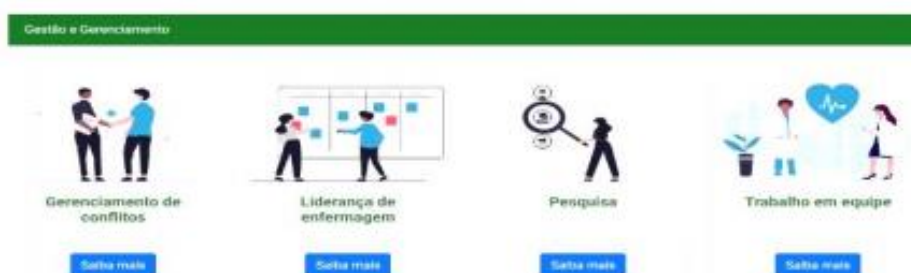 Gestão e Gerenciamento
Gerenciamento de
conflitos
Liderança de
enfermagem
Pesquisa
Trabalho em equipe
Saiba mais
Saiba mais
Saiba mais
Saiba mais